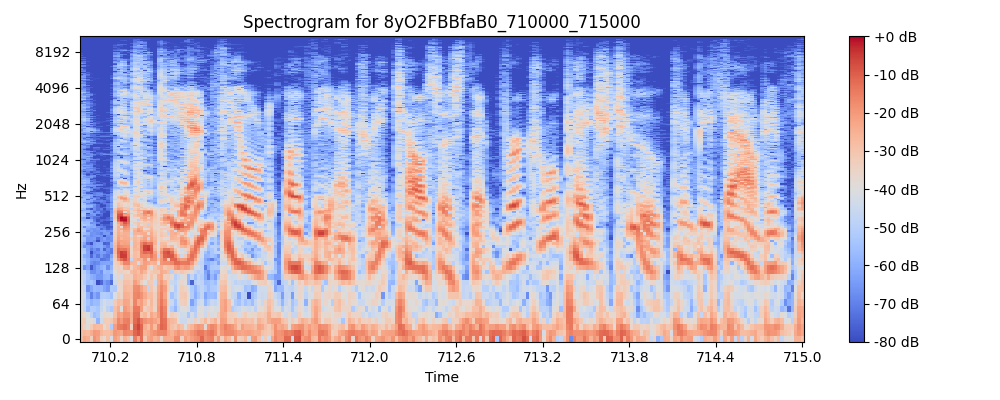 Spectrogram for 8yO2FBBfaB0_710000_715000
Hz
8192
4096
2048
1024
512
256
128
64
0
710.2 710.8 711.4 712.0 712.6 713.2 713.8 714.4 715.0
Time
+0 dB
-10 dB
-20 dB
-30 dB
-40 dB
-50 dB
-60 dB
-70 dB
-80 dB